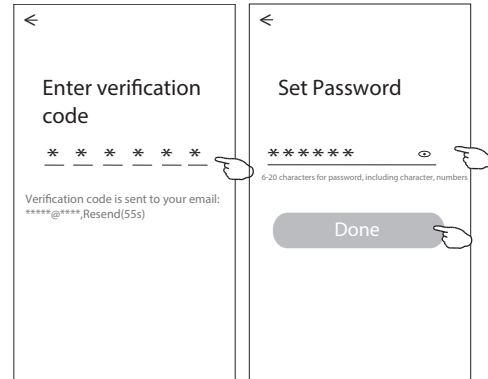 Enter verification
code
* * * * * *
Verification code is sent to your email:
*****@****,Resend(55s)
Set Password
******
6-20 characters for password, including character, numbers
Done